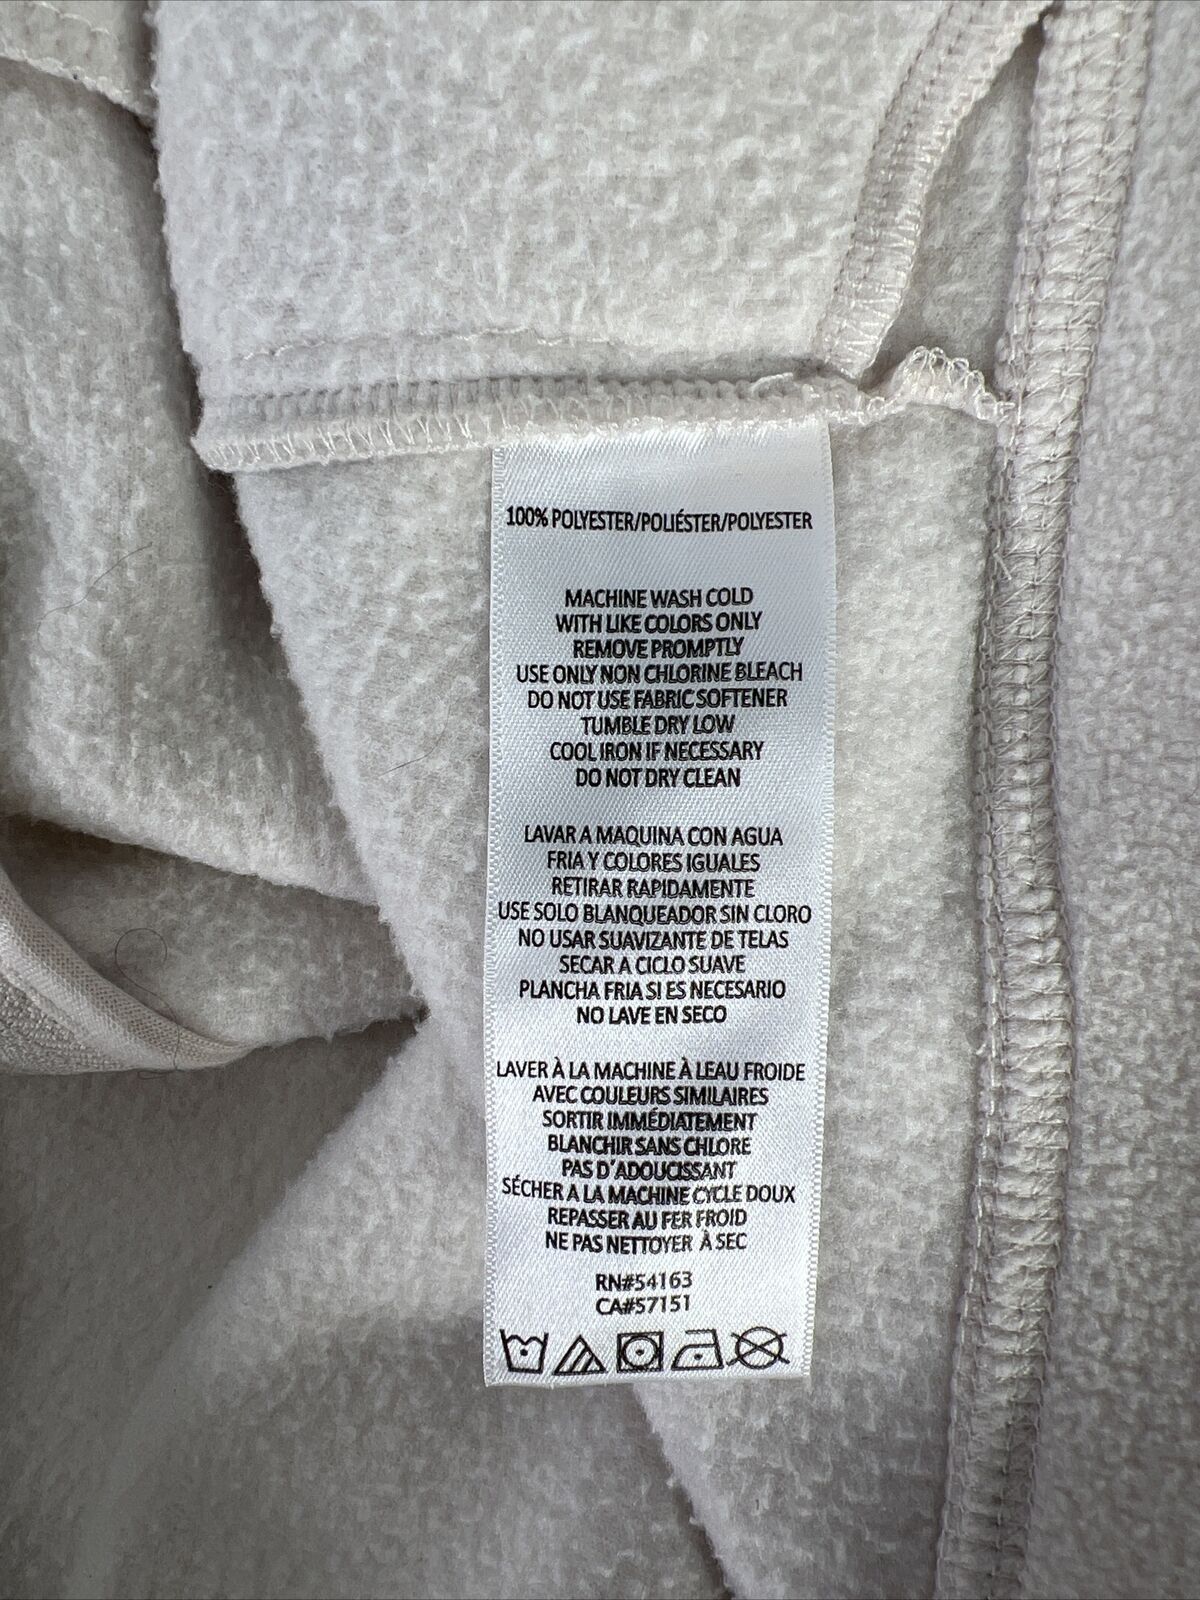 100% POLYESTER/POLIÉSTER/POLYESTER
MACHINE WASH COLD
WITH LIKE COLORS ONLY
REMOVE PROMPTLY
USE ONLY NON CHLORINE BLEACH
DO NOT USE FABRIC SOFTENER
TUMBLE DRY LOW
COOL IRON IF NECESSARY
DO NOT DRY CLEAN
LAVAR A MAQUINA CON AGUA
FRIA Y COLORES IGUALES
RETIRAR RAPIDAMENTE
USE SOLO BLANQUEADOR SIN CLORO
NO USAR SUAVIZANTE DE TELAS
SECAR A CICLO SUAVE
PLANCHA FRIA SI ES NECESARIO
NO LAVE EN SECO
LAVER À LA MACHINE À LEAU FROIDE
AVEC COULEURS SIMILAIRES
SORTIR IMMÉDIATEMENT
BLANCHIR SANS CHLORE
PAS D'ADOUCISSANT
SÉCHER A LA MACHINE CYCLE DOUX
REPASSER AU FER FROID
NE PAS NETTOYER À SEC
RN#54163
CA#57151